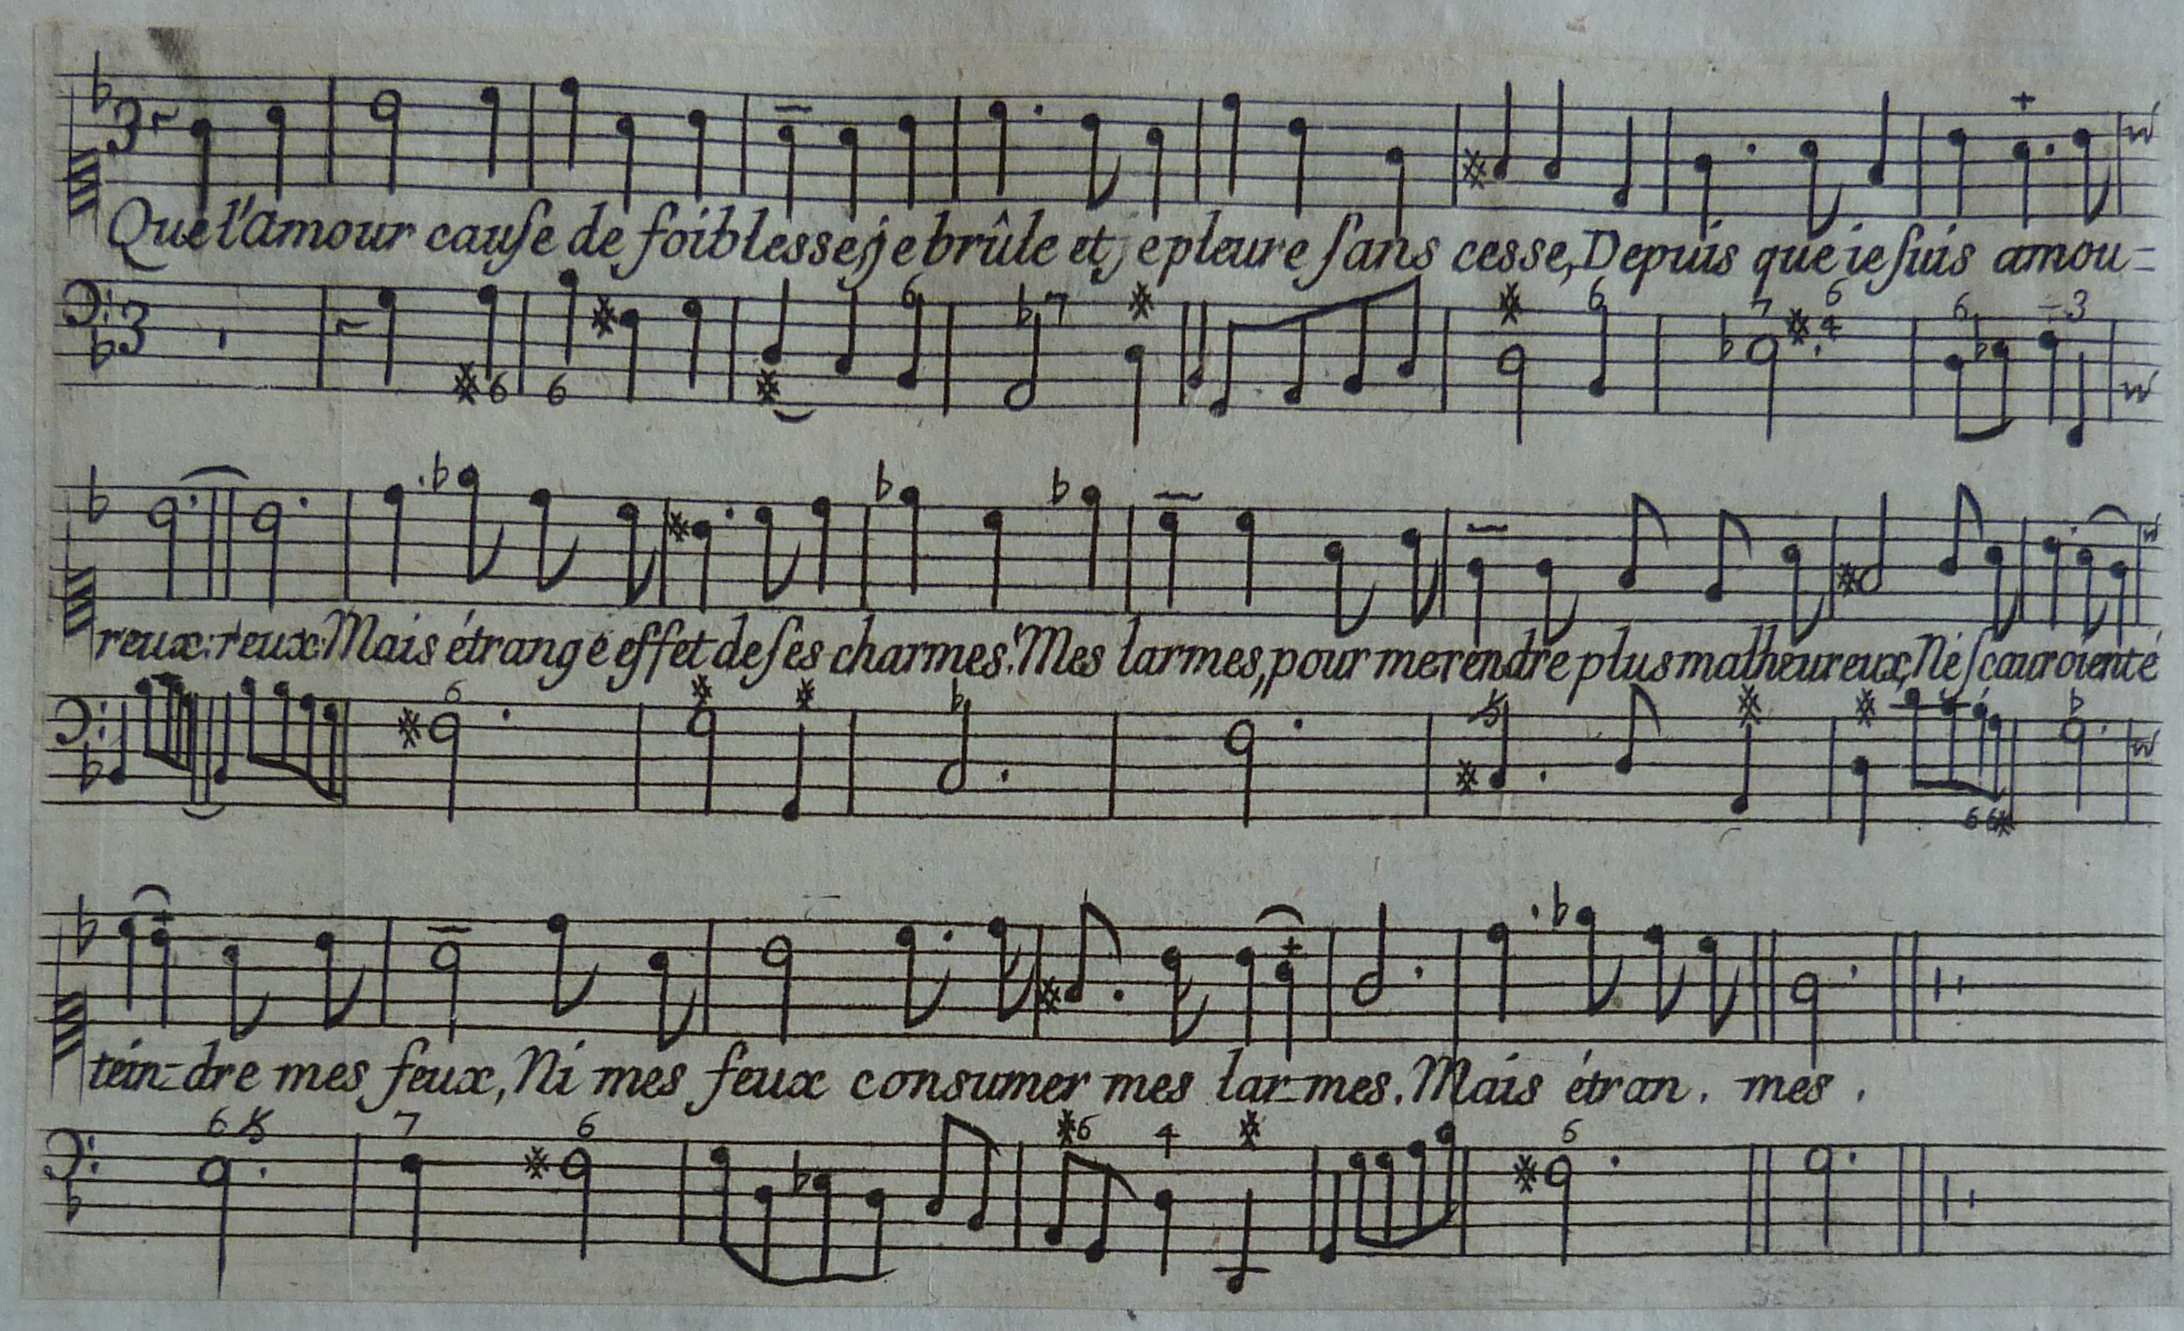 Que l'amour cauſe de foiblesses, je brûle et je pleure ſans cesse, Depuis que ie ſuis amou=
reux: reux: Mais étrange effet de ſes charmes! Mes larmes, pour me rendre plus malheureux, Ne ſcauroient é
tein=dre mes feux, Ni mes feux consumer mes lar=mes. Mais étran. mes.